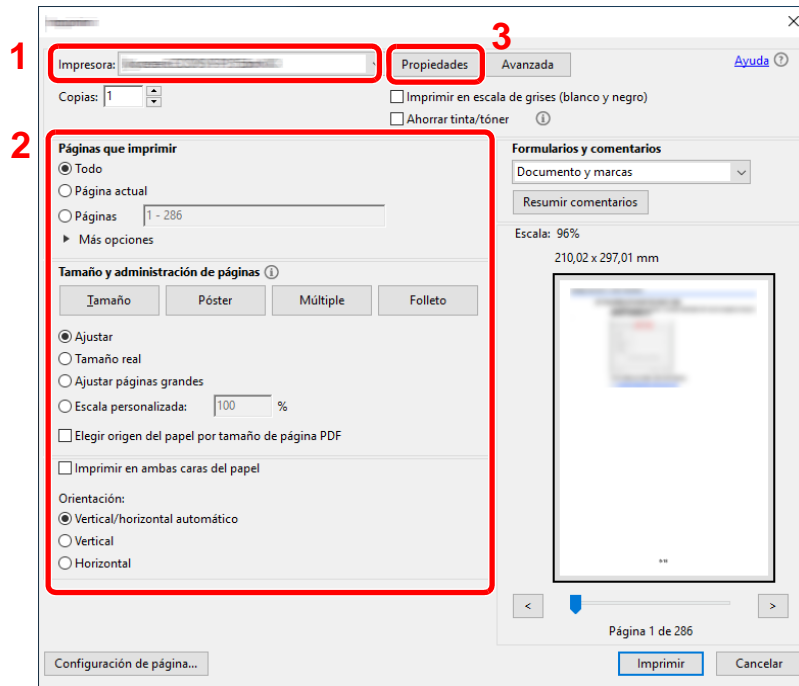 1
3
Impresora:
Propiedades
Avanzada
Ayuda
Copias: 1
Imprimir en escala de grises (blanco y negro)
Ahorrar tinta/tóner
2
Páginas que imprimir
Todo
Página actual
Páginas 1 - 286
Más opciones
Tamaño y administración de páginas
Tamaño Póster Múltiple Folleto
Ajustar
Tamaño real
Ajustar páginas grandes
Escala personalizada: 100 %
Elegir origen del papel por tamaño de página PDF
Imprimir en ambas caras del papel
Orientación:
Vertical/horizontal automático
Vertical
Horizontal
Formularios y comentarios
Documento y marcas
Resumir comentarios
Escala: 96%
210,02 x 297,01 mm
< >
Página 1 de 286
Configuración de página...
Imprimir
Cancelar